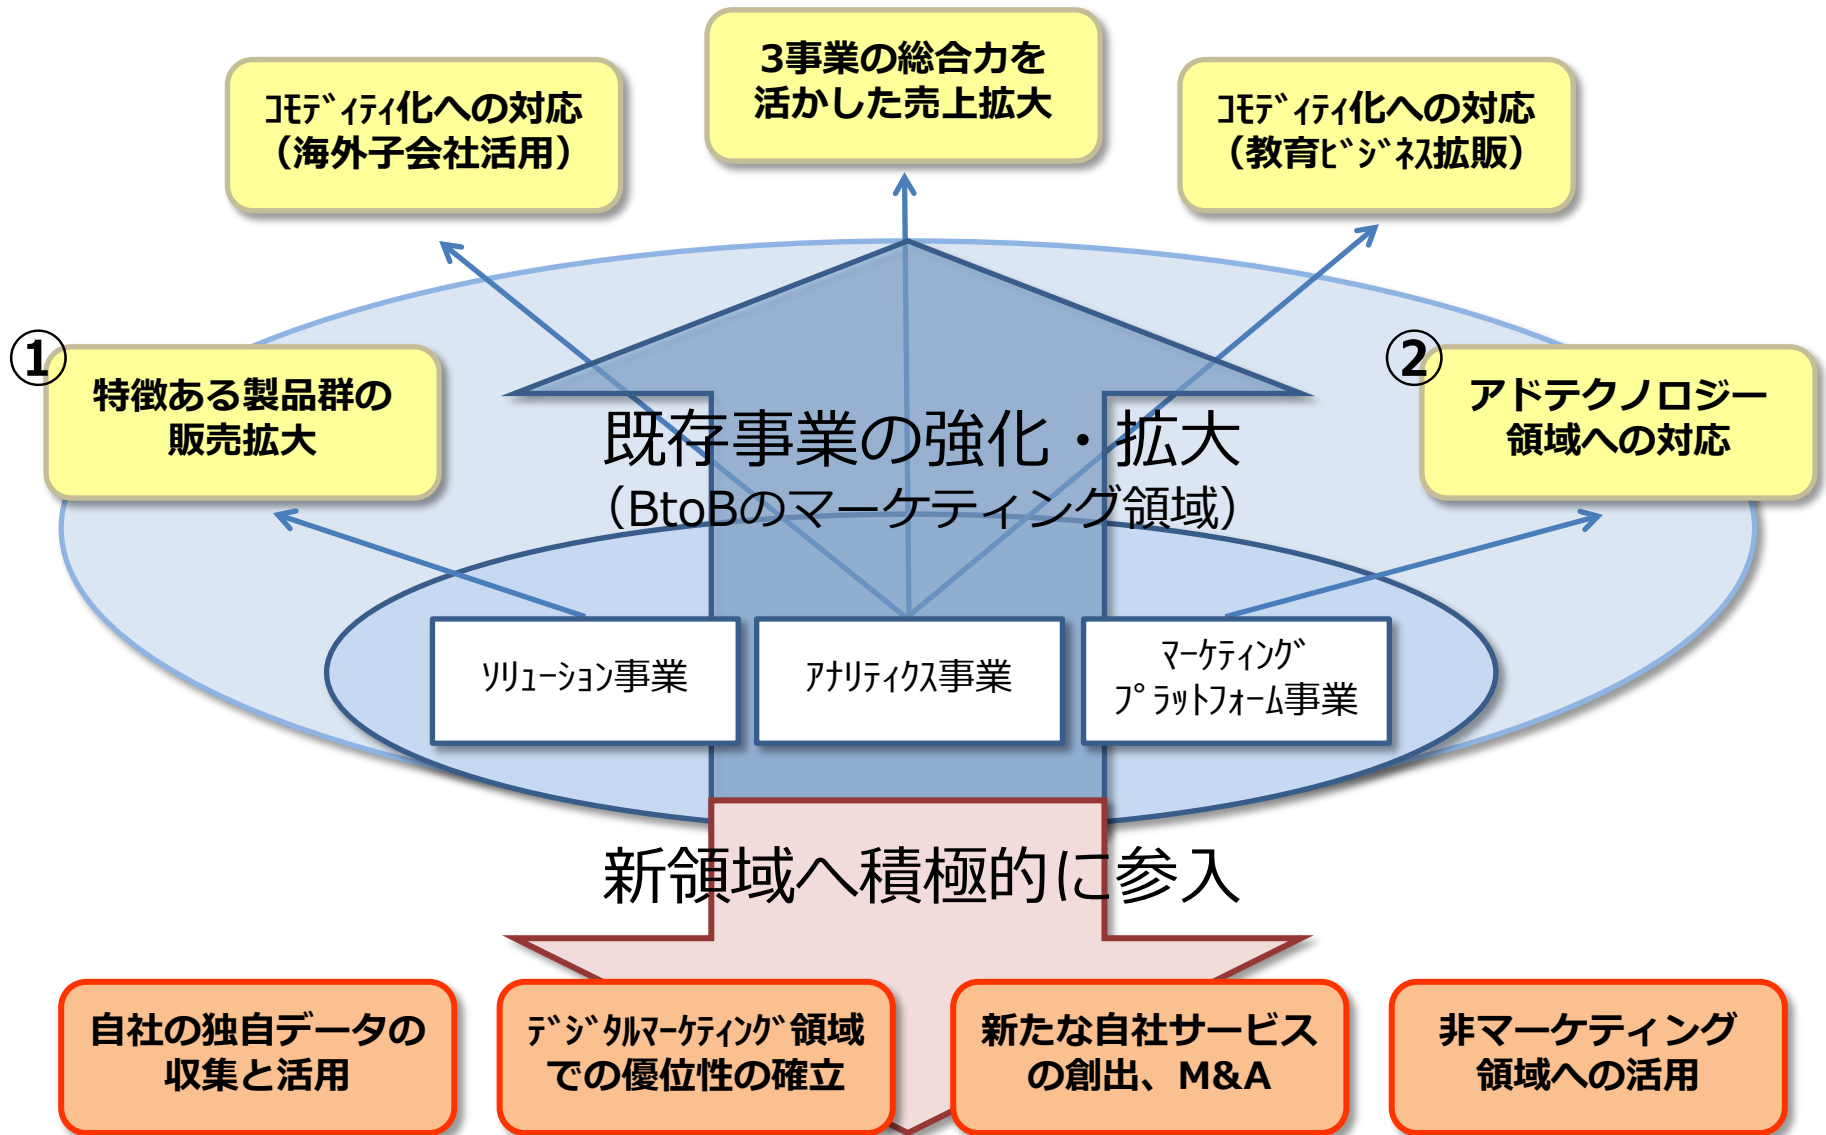 3事業の総合力を
活かした売上拡大
ｺﾓﾃﾞｨﾃｨ化への対応
（海外子会社活用）
ｺﾓﾃﾞｨﾃｨ化への対応
（教育ﾋﾞｼﾞﾈｽ拡販）
①
特徴ある製品群の
販売拡大
②
アドテクノロジー
領域への対応
既存事業の強化・拡大
（BtoBのマーケティング領域）
ｿﾘｭｰｼｮﾝ事業
ｱﾅﾘﾃｨｸｽ事業
ﾏｰｹﾃｨﾝｸﾞ
ﾌﾟﾗｯﾄﾌｫｰﾑ事業
新領域へ積極的に参入
自社の独自データの
収集と活用
ﾃﾞｼﾞﾀﾙﾏｰｹﾃｨﾝｸﾞ領域
での優位性の確立
新たな自社サービス
の創出、M&A
非マーケティング
領域への活用